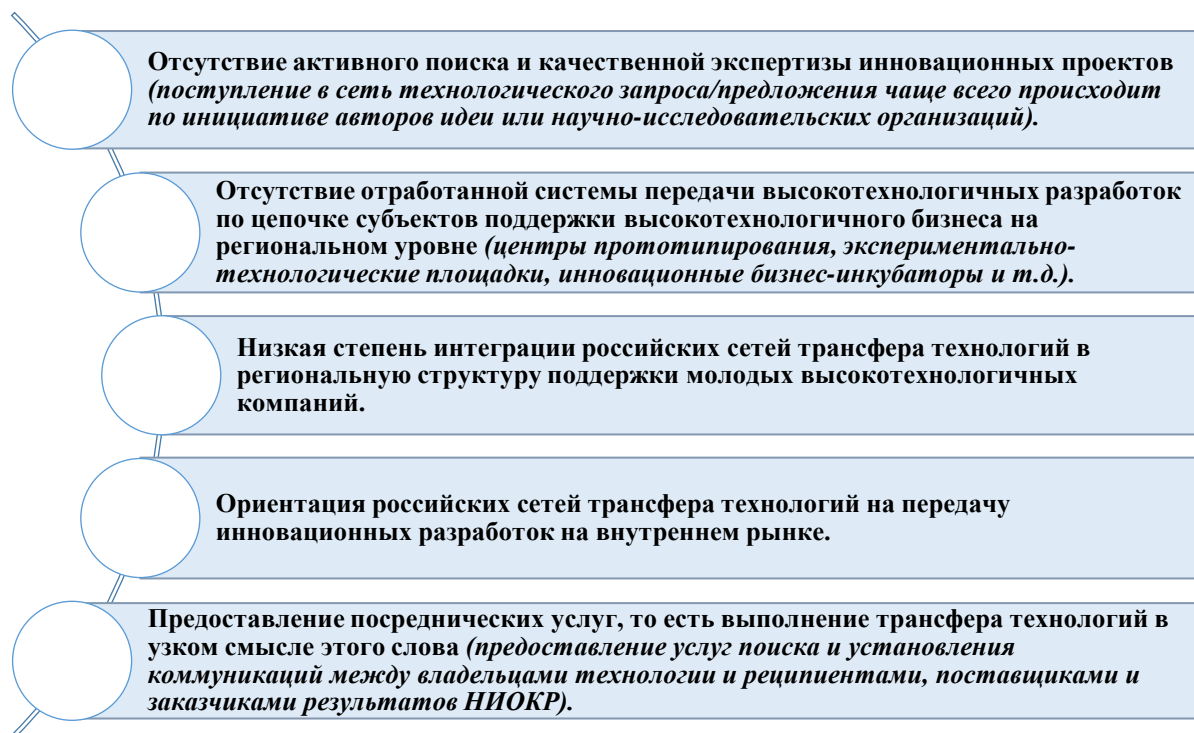 Отсутствие активного поиска и качественной экспертизы инновационных проектов
(поступление в сеть технологического запроса/предложения чаще всего происходит
по инициативе авторов идеи или научно-исследовательских организаций).
Отсутствие отработанной системы передачи высокотехнологичных разработок
по цепочке субъектов поддержки высокотехнологичного бизнеса на
региональном уровне (центры прототипирования, экспериментально-
технологические площадки, инновационные бизнес-инкубаторы и т.д.).
Низкая степень интеграции российских сетей трансфера технологий в
региональную структуру поддержки молодых высокотехнологичных
компаний.
Ориентация российских сетей трансфера технологий на передачу
инновационных разработок на внутреннем рынке.
Предоставление посреднических услуг, то есть выполнение трансфера технологий в
узком смысле этого слова (предоставление услуг поиска и установления
коммуникаций между владельцами технологии и реципиентами, поставщиками и
заказчиками результатов НИОКР).